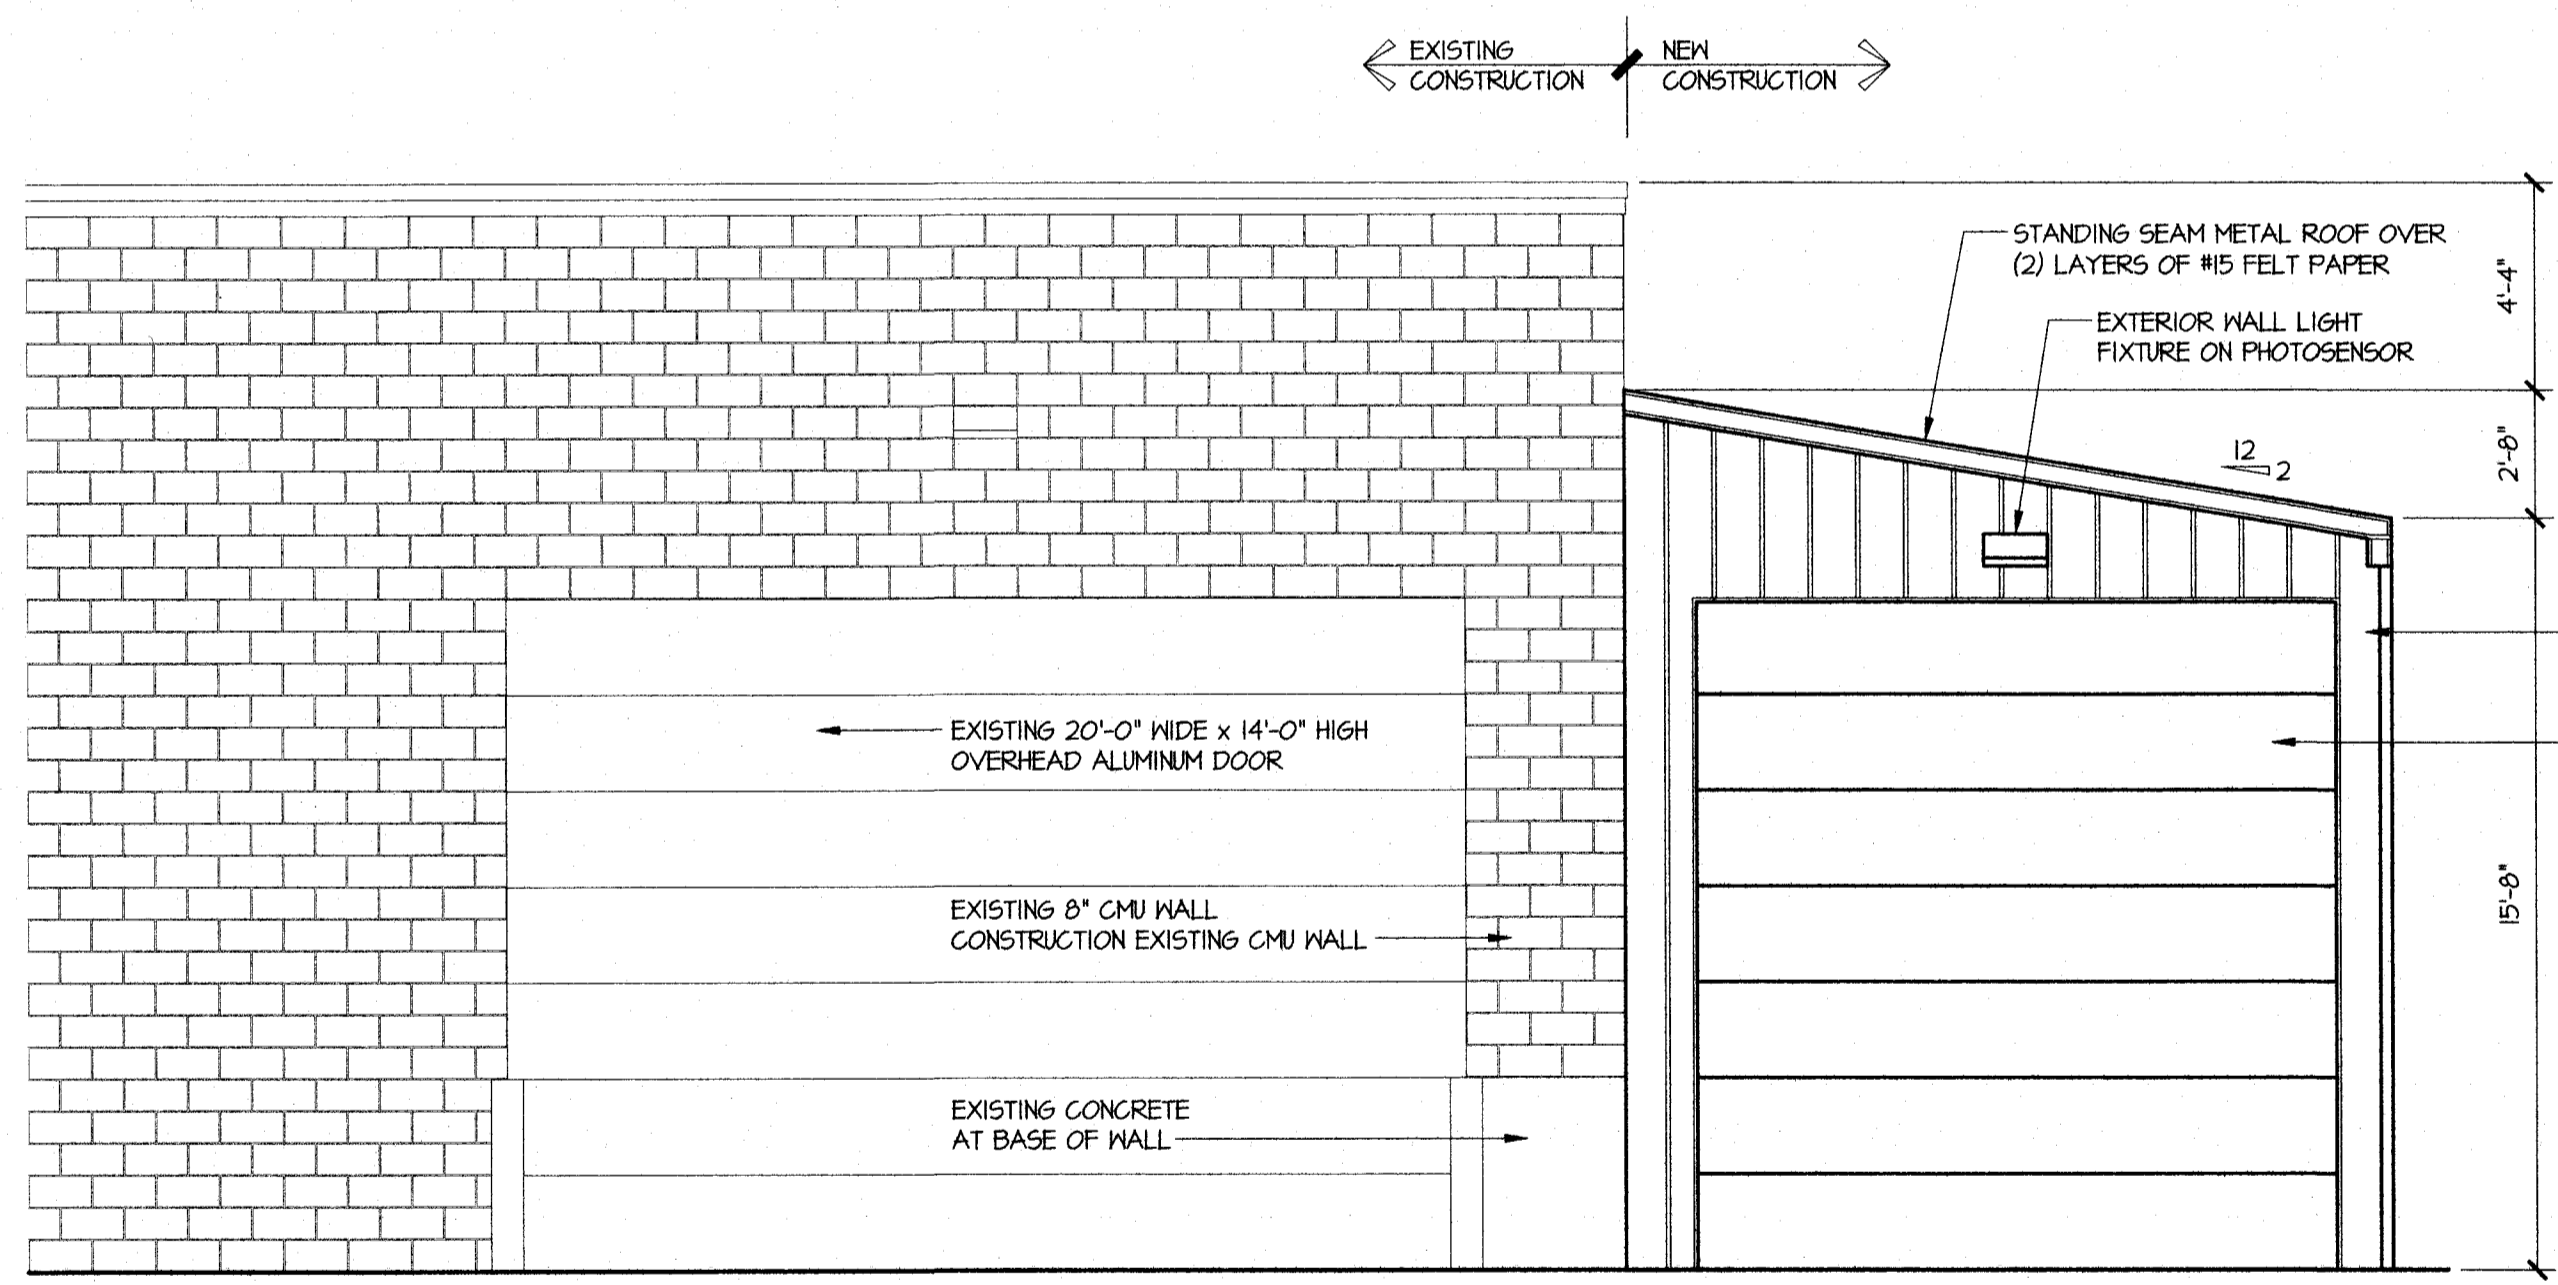 EXISTING
CONSTRUCTION
NEW
CONSTRUCTION
STANDING SEAM METAL ROOF OVER
(2) LAYERS OF #15 FELT PAPER
4'-4"
EXTERIOR WALL LIGHT
FIXTURE ON PHOTOSENSOR
12
2
2'-8"
EXISTING 20'-0" WIDE x 14'-0" HIGH
OVERHEAD ALUMINUM DOOR
EXISTING 8" CMU WALL
CONSTRUCTION EXISTING CMU WALL
15'-8"
EXISTING CONCRETE
AT BASE OF WALL